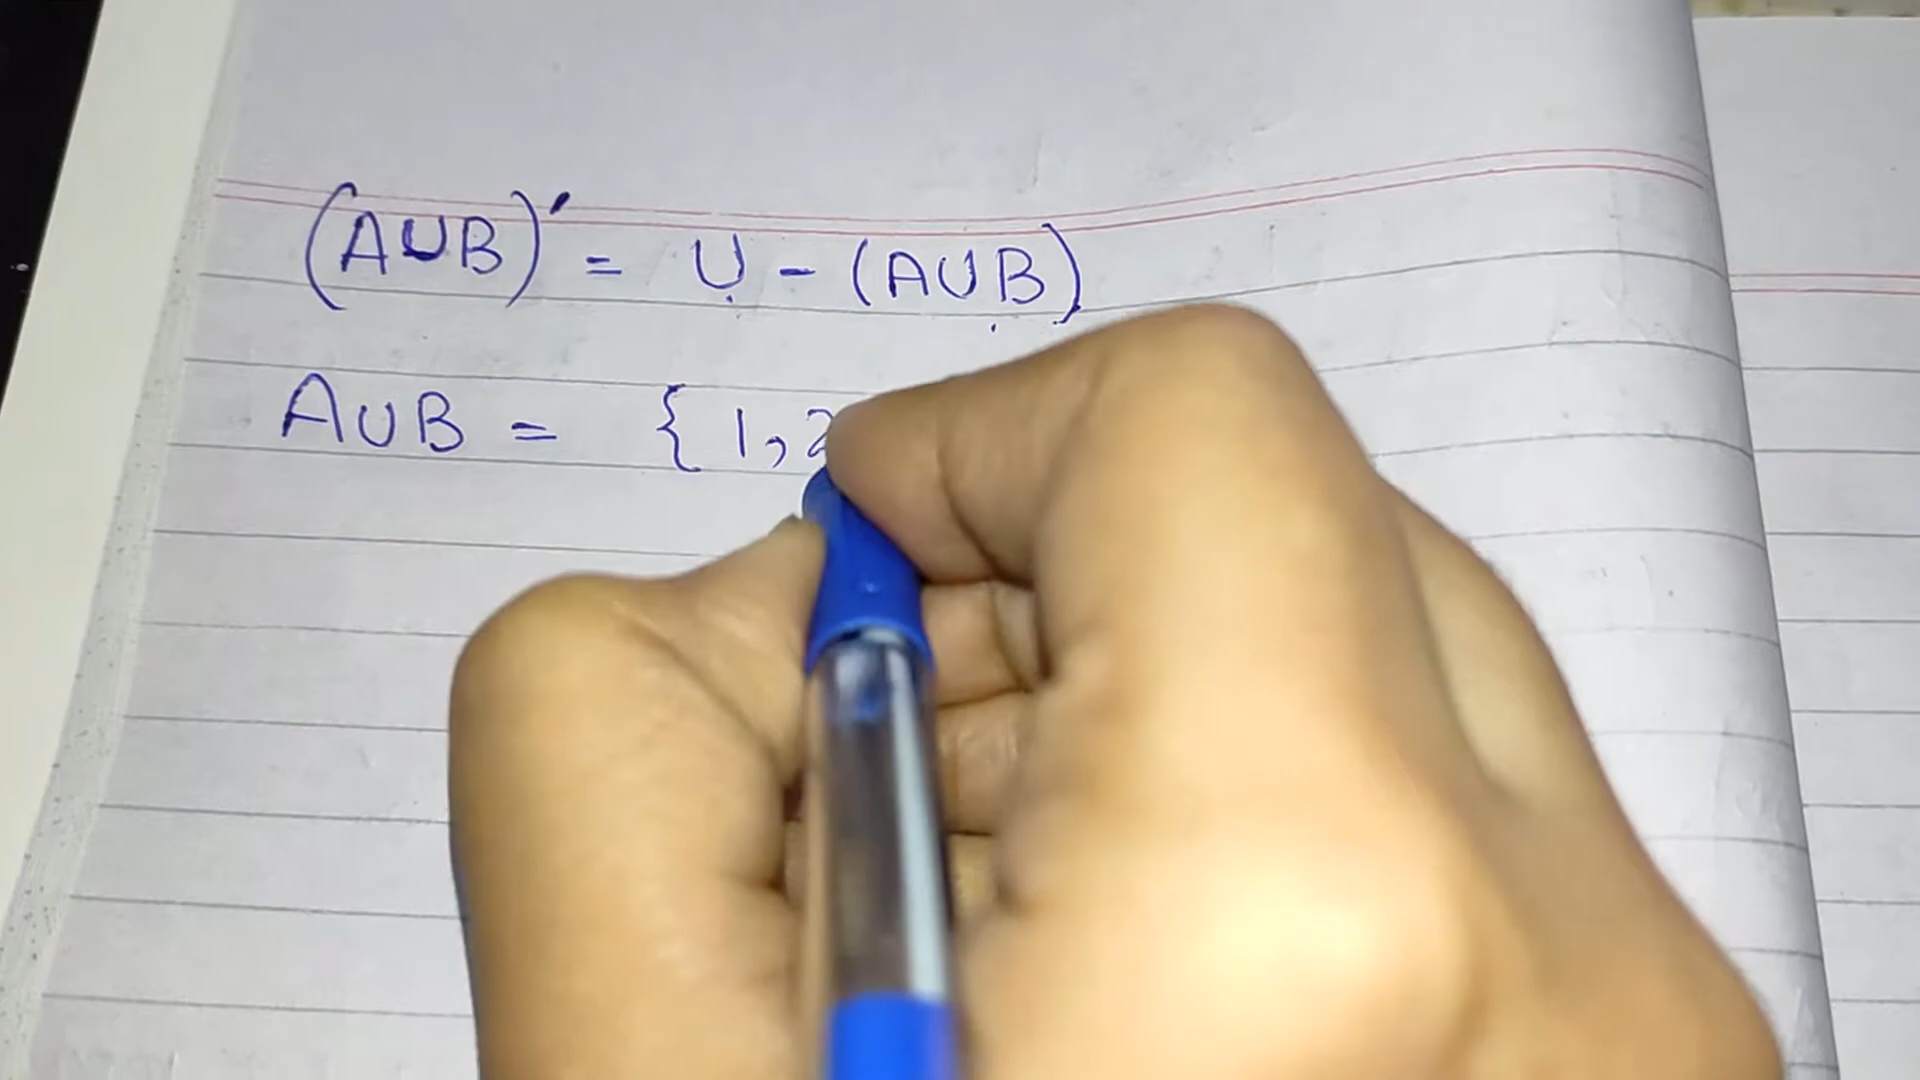 (A∪B)' = U - (A∪B)
A∪B = { 1,2